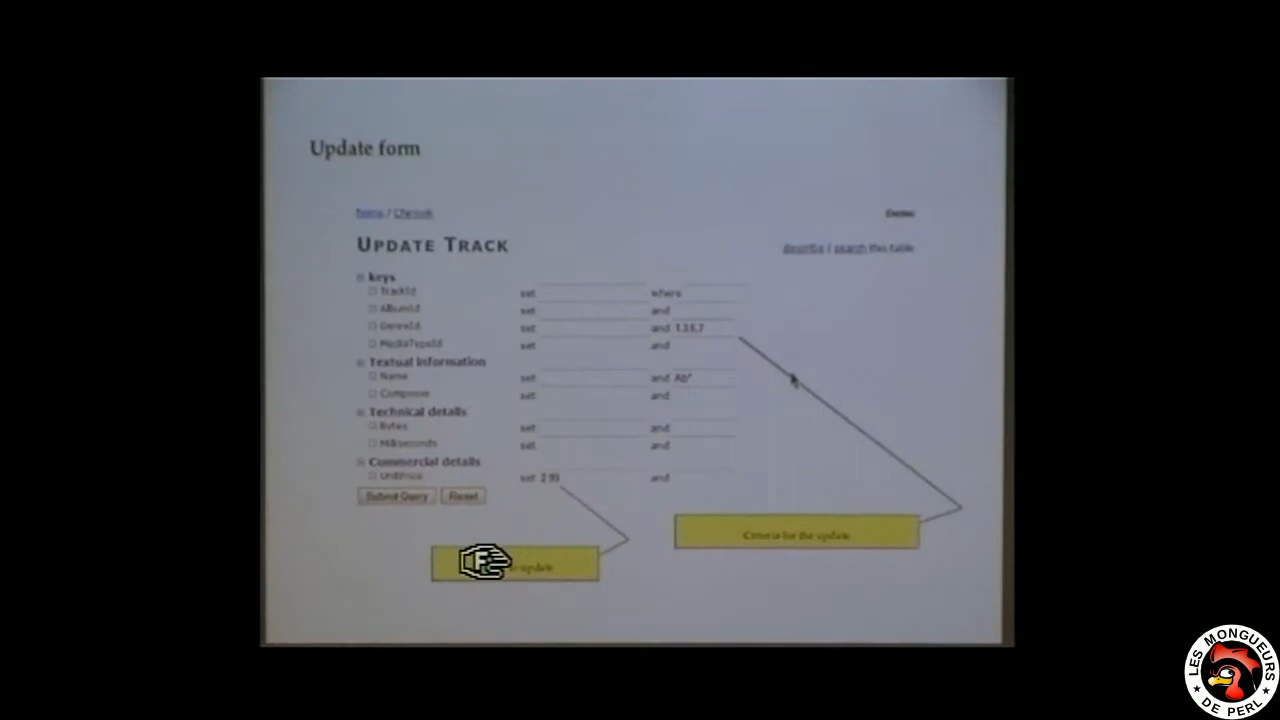 Update form
home / Chinook
Demo
UPDATE TRACK
describe | search this table
keys
TrackId set where
AlbumId set and
GenreId set and 1,3,5,7
MediaTypeId set and
Textual information
Name set and Ab*
Composer set and
Technical details
Bytes set and
Milliseconds set and
Commercial details
UnitPrice set 2.99 and
Submit Query Reset
Criteria for the update
F
update
LES MONGUEURS
DE PERL